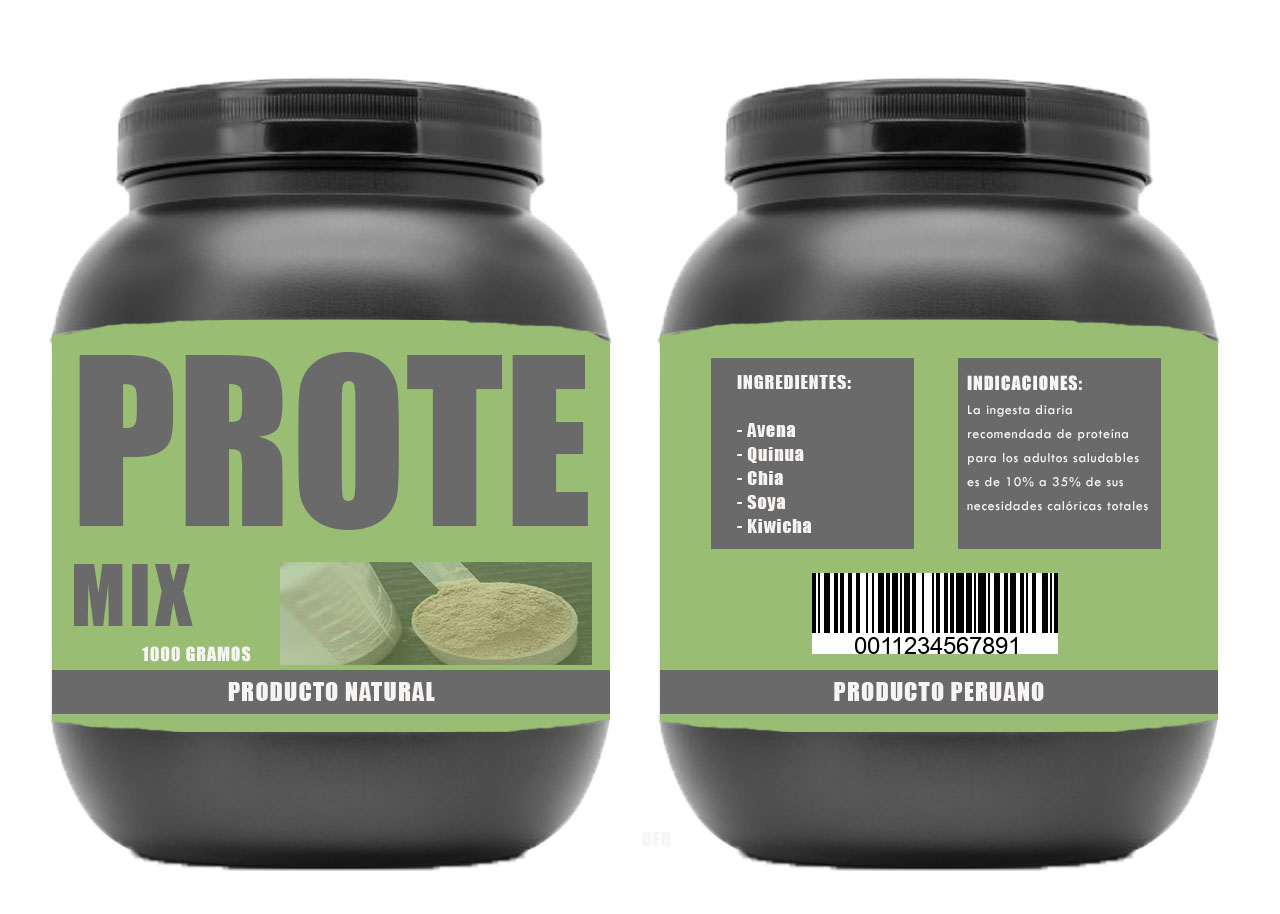 PROTE
MIX
1000 GRAMOS
PRODUCTO NATURAL
INGREDIENTES:
- Avena
- Quinua
- Chia
- Soya
- Kiwicha
INDICACIONES:
La ingesta diaria
recomendada de proteína
para los adultos saludables
es de 10% a 35% de sus
necesidades calóricas totales
0011234567891
PRODUCTO PERUANO
DFD